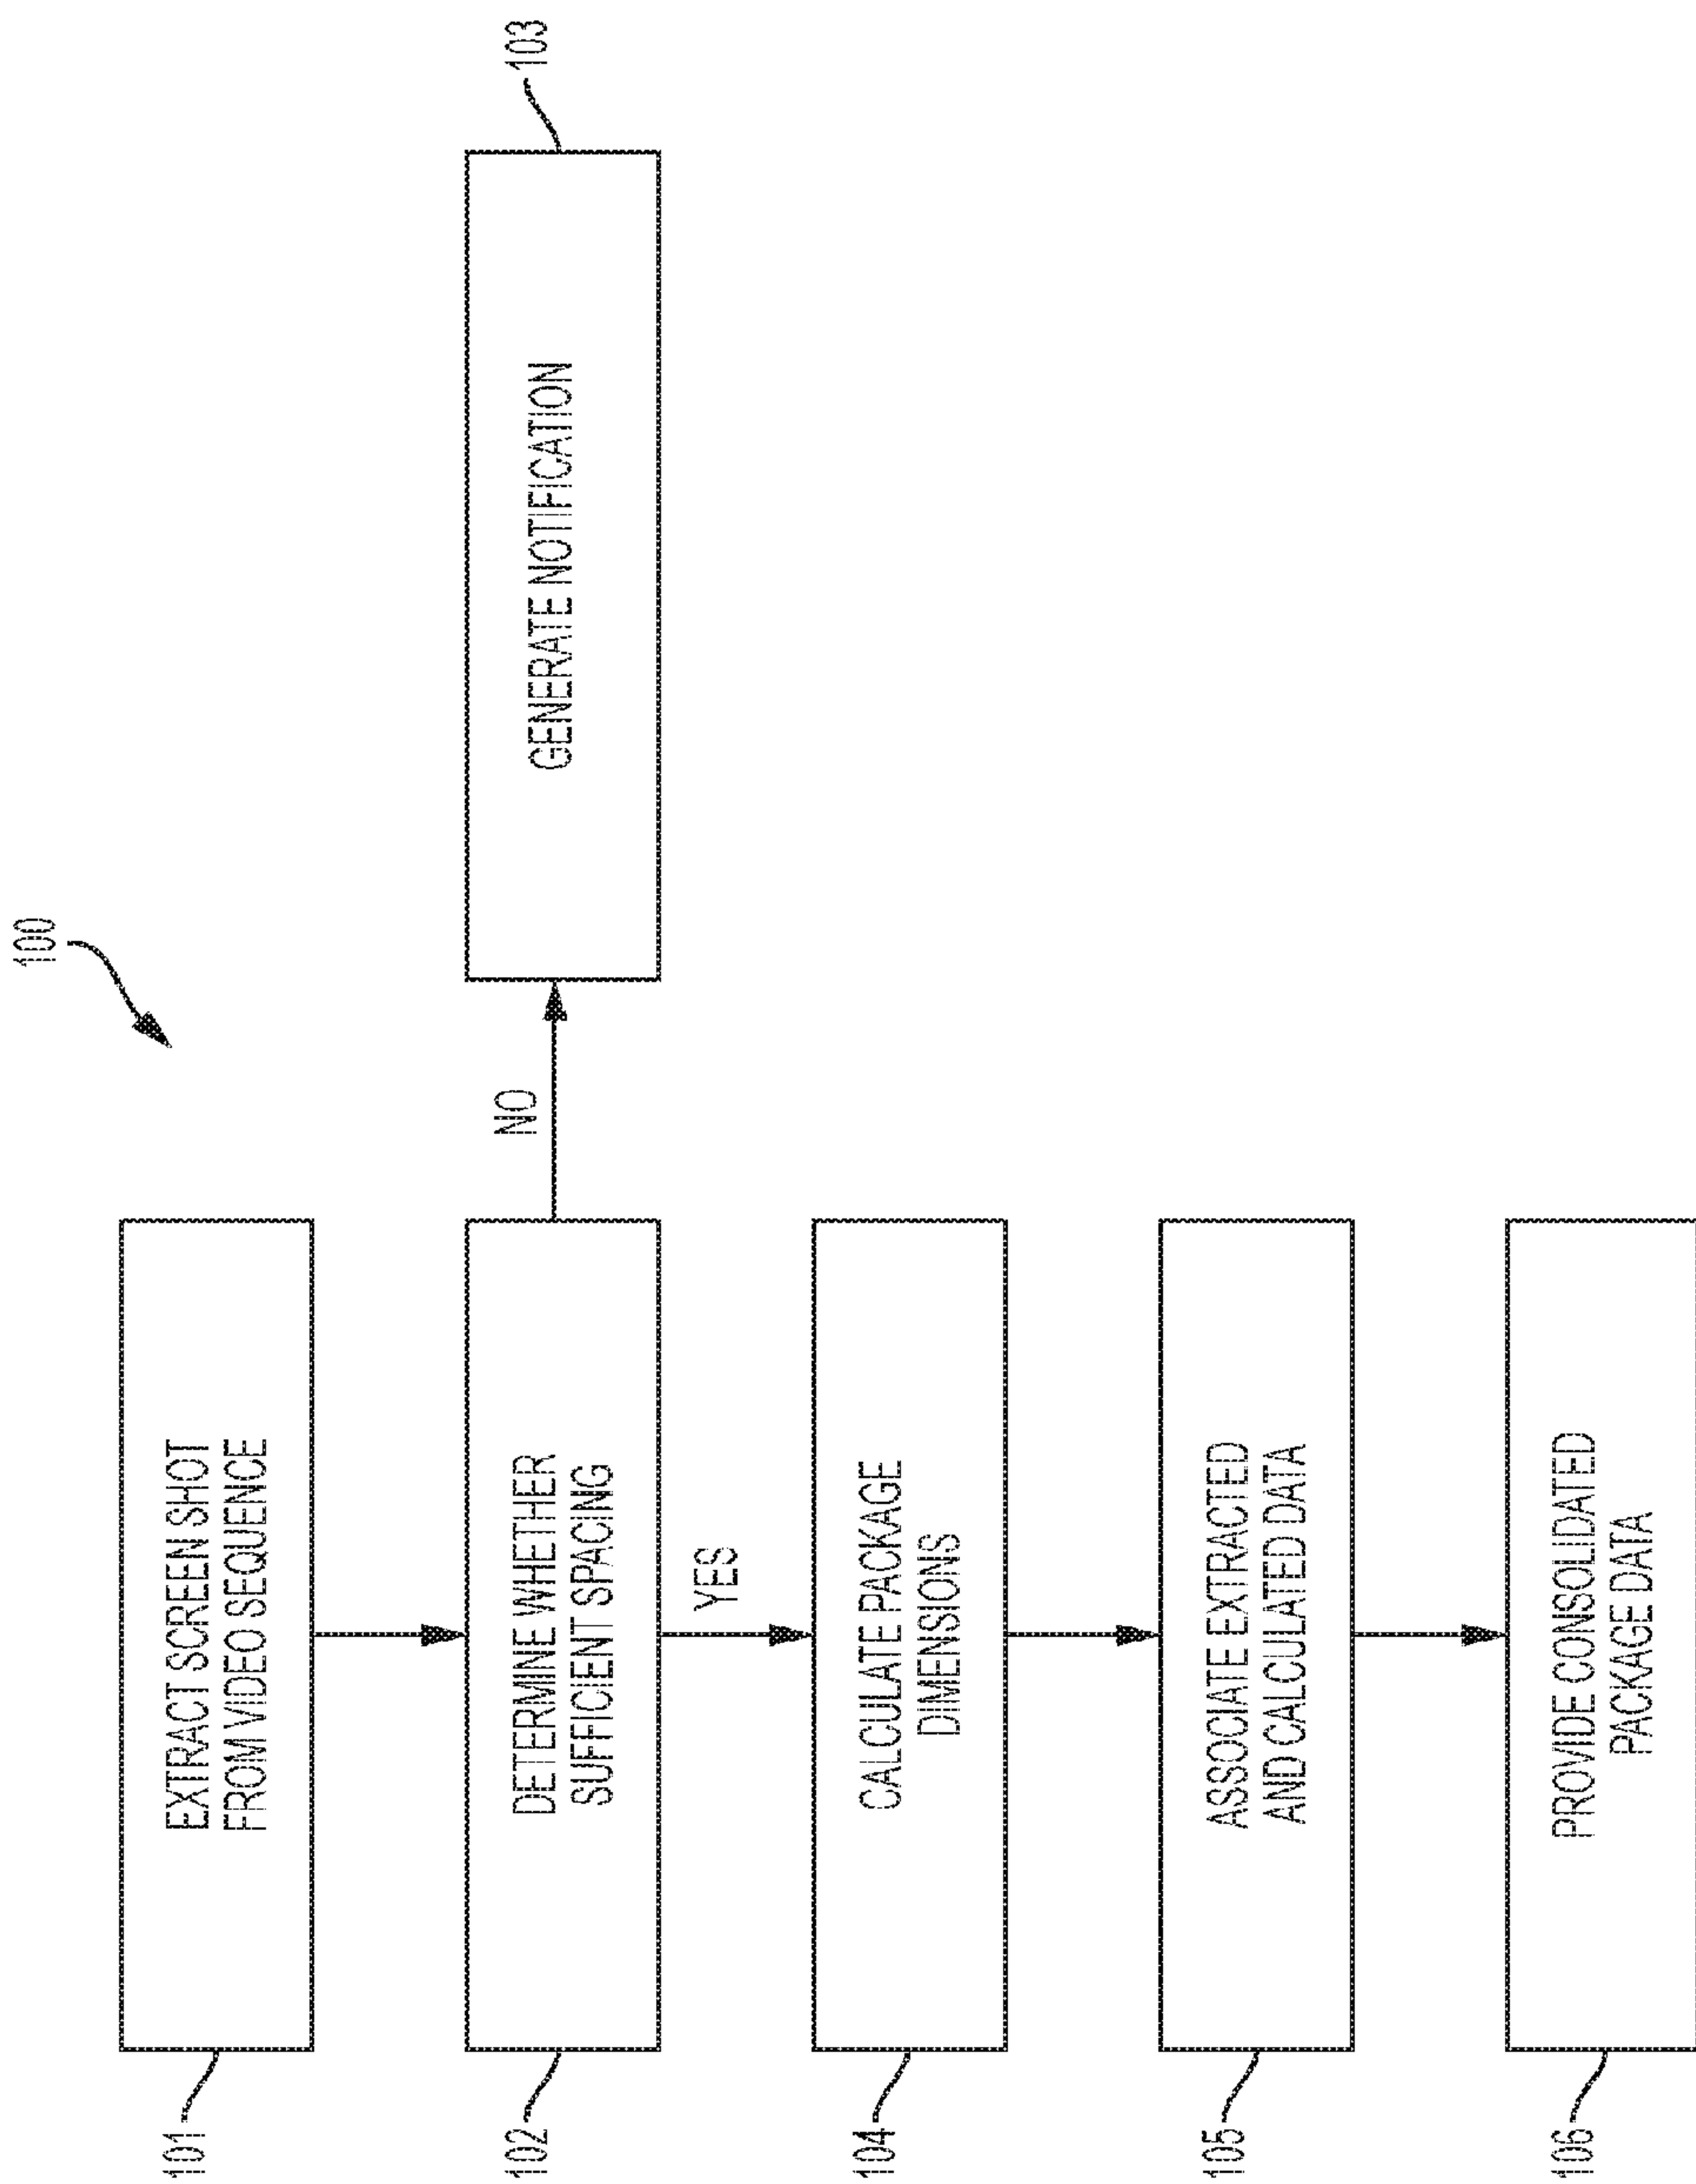 100
101
EXTRACT SCREEN SHOT
FROM VIDEO SEQUENCE
102
DETERMINE WHETHER
SUFFICIENT SPACING
NO
GENERATE NOTIFICATION
103
YES
104
CALCULATE PACKAGE
DIMENSIONS
105
ASSOCIATE EXTRACTED
AND CALCULATED DATA
106
PROVIDE CONSOLIDATED
PACKAGE DATA